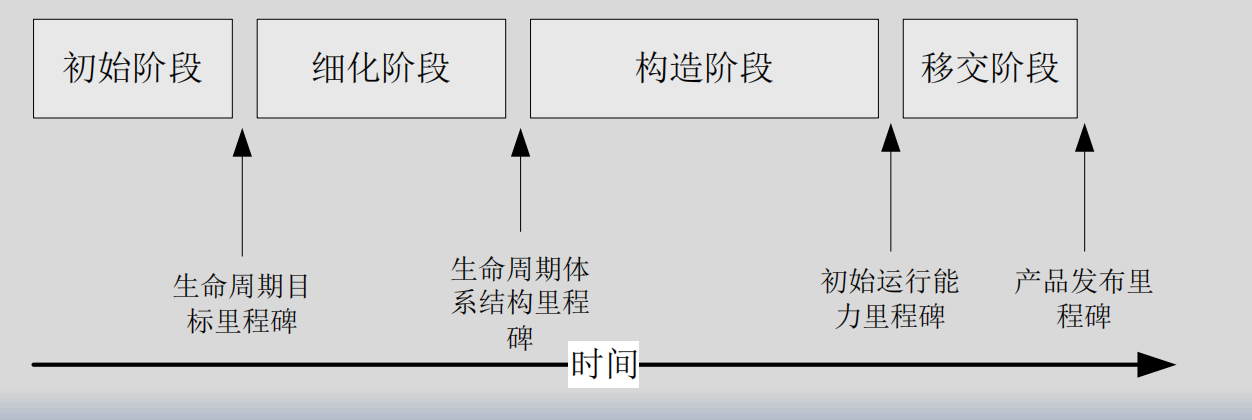 初始阶段
细化阶段
构造阶段
移交阶段
生命周期目
标里程碑
生命周期体
系结构里程
碑
初始运行能
力里程碑
产品发布里
程碑
时间